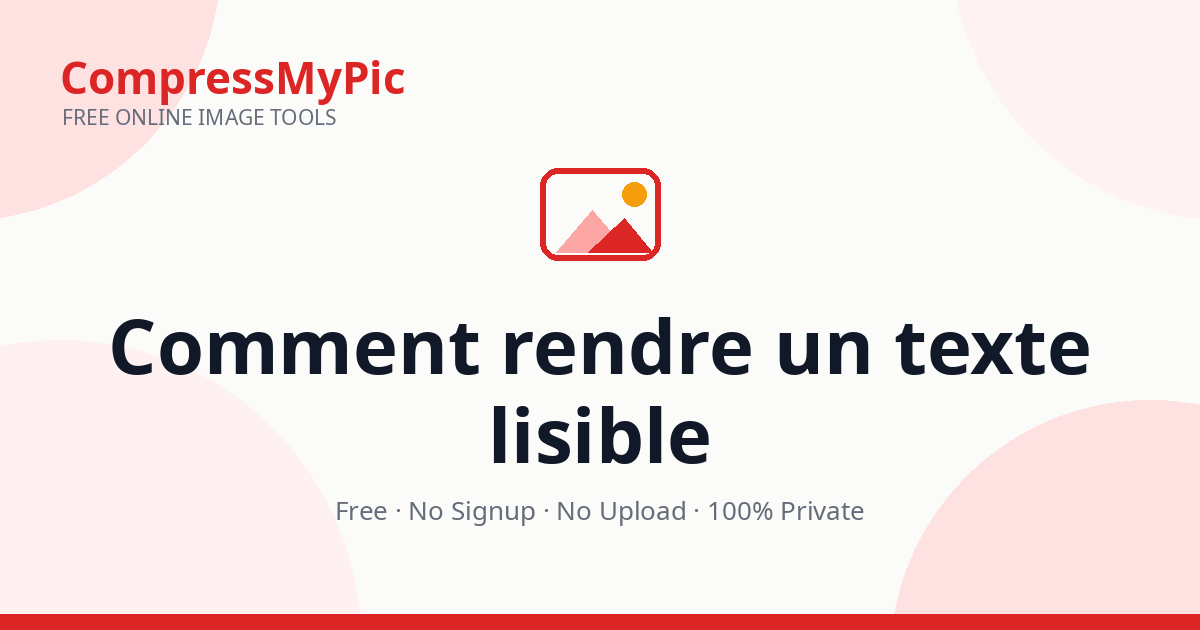 CompressMyPic
FREE ONLINE IMAGE TOOLS
Comment rendre un texte
lisible
Free · No Signup · No Upload · 100% Private